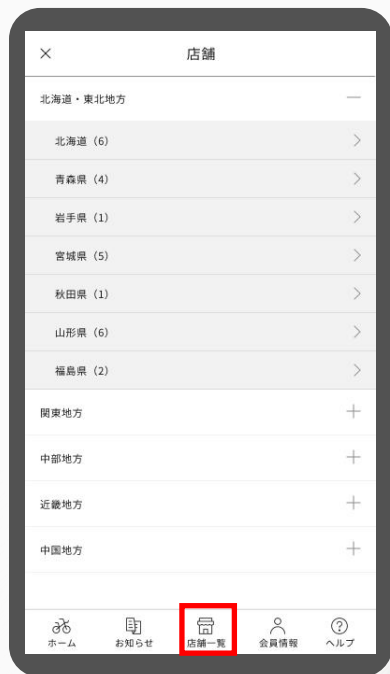 店舗
北海道・東北地方
北海道（6）
青森県（4）
岩手県（1）
宮城県（5）
秋田県（1）
山形県（6）
福島県（2）
関東地方
中部地方
近畿地方
中国地方
ホーム お知らせ 店舗一覧 会員情報 ヘルプ